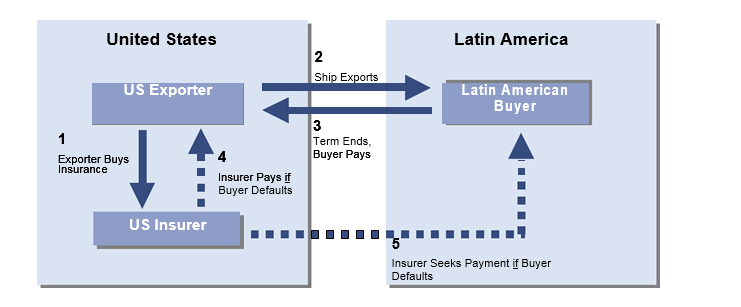 United States
Latin America
2
Ship Exports
US Exporter
Latin American
Buyer
3
Term Ends,
Buyer Pays
1
Exporter Buys
Insurance
4
Insurer Pays if
Buyer Defaults
US Insurer
5
Insurer Seeks Payment if Buyer
Defaults